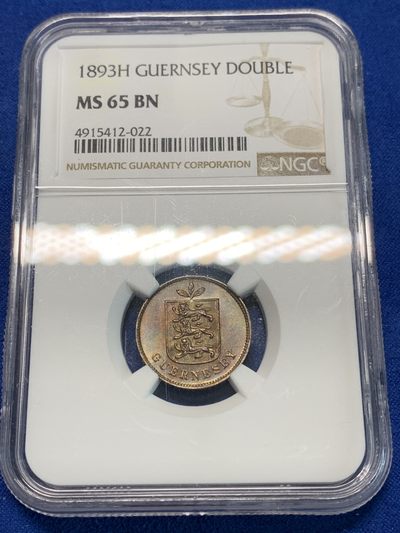 1893H GUERNSEY DOUBLE
MS 65 BN
4915412-022
NUMISMATIC GUARANTY CORPORATION
NGC®
GUERNSEY